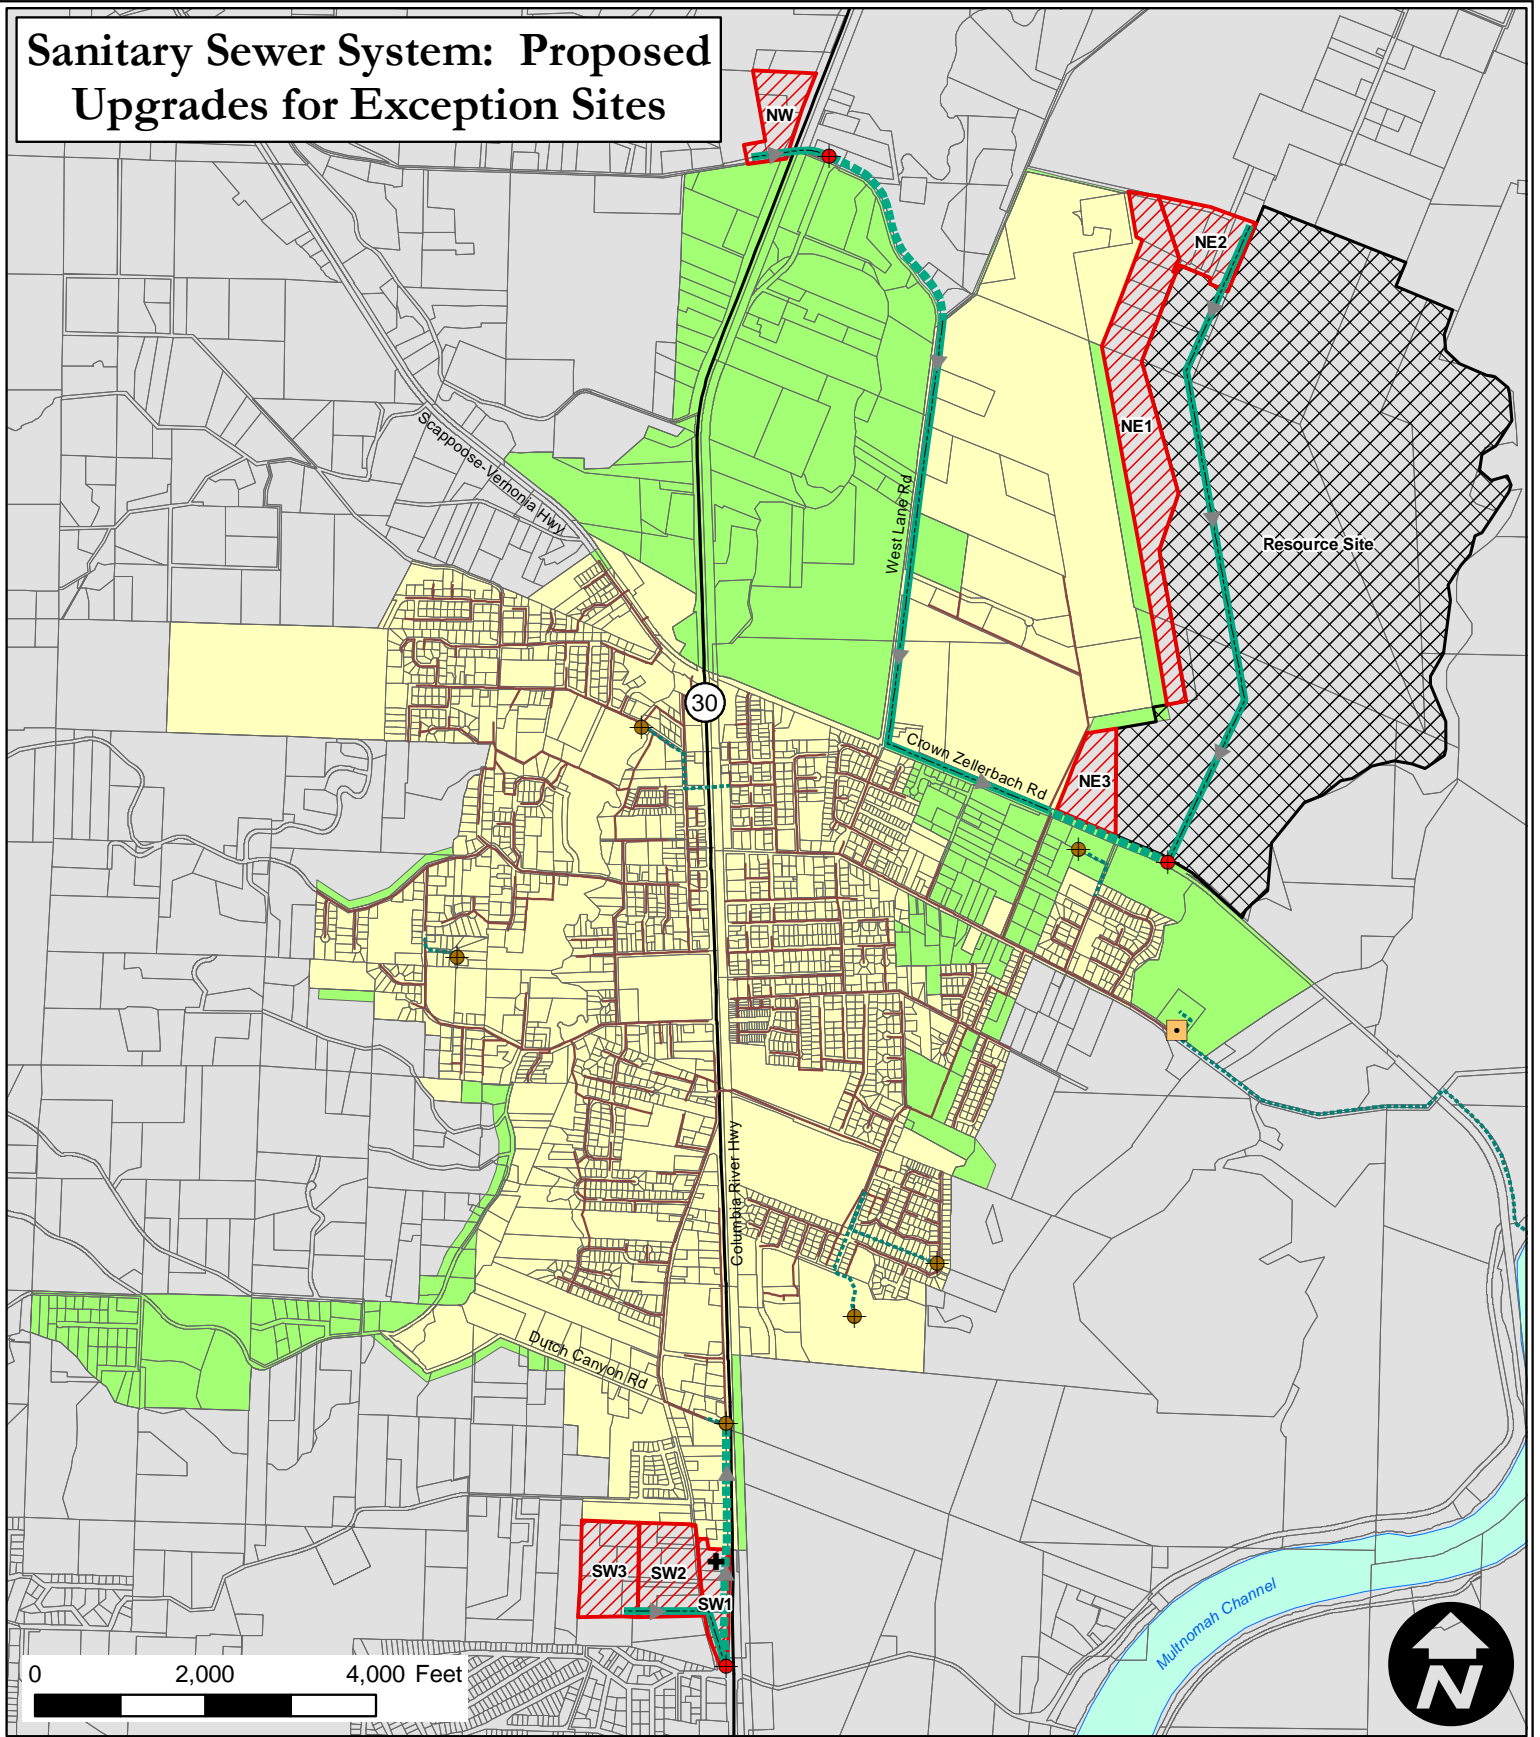 Sanitary Sewer System: Proposed
Upgrades for Exception Sites
NW
NE2
NE1
Scappoose-Vernonia Hwy
West Lane Rd
Resource Site
30
Crown Zellerbach Rd
NE3
Columbia River Hwy
Dutch Canyon Rd
SW3
SW2
SW1
Multnomah Channel
0 2,000 4,000 Feet
N